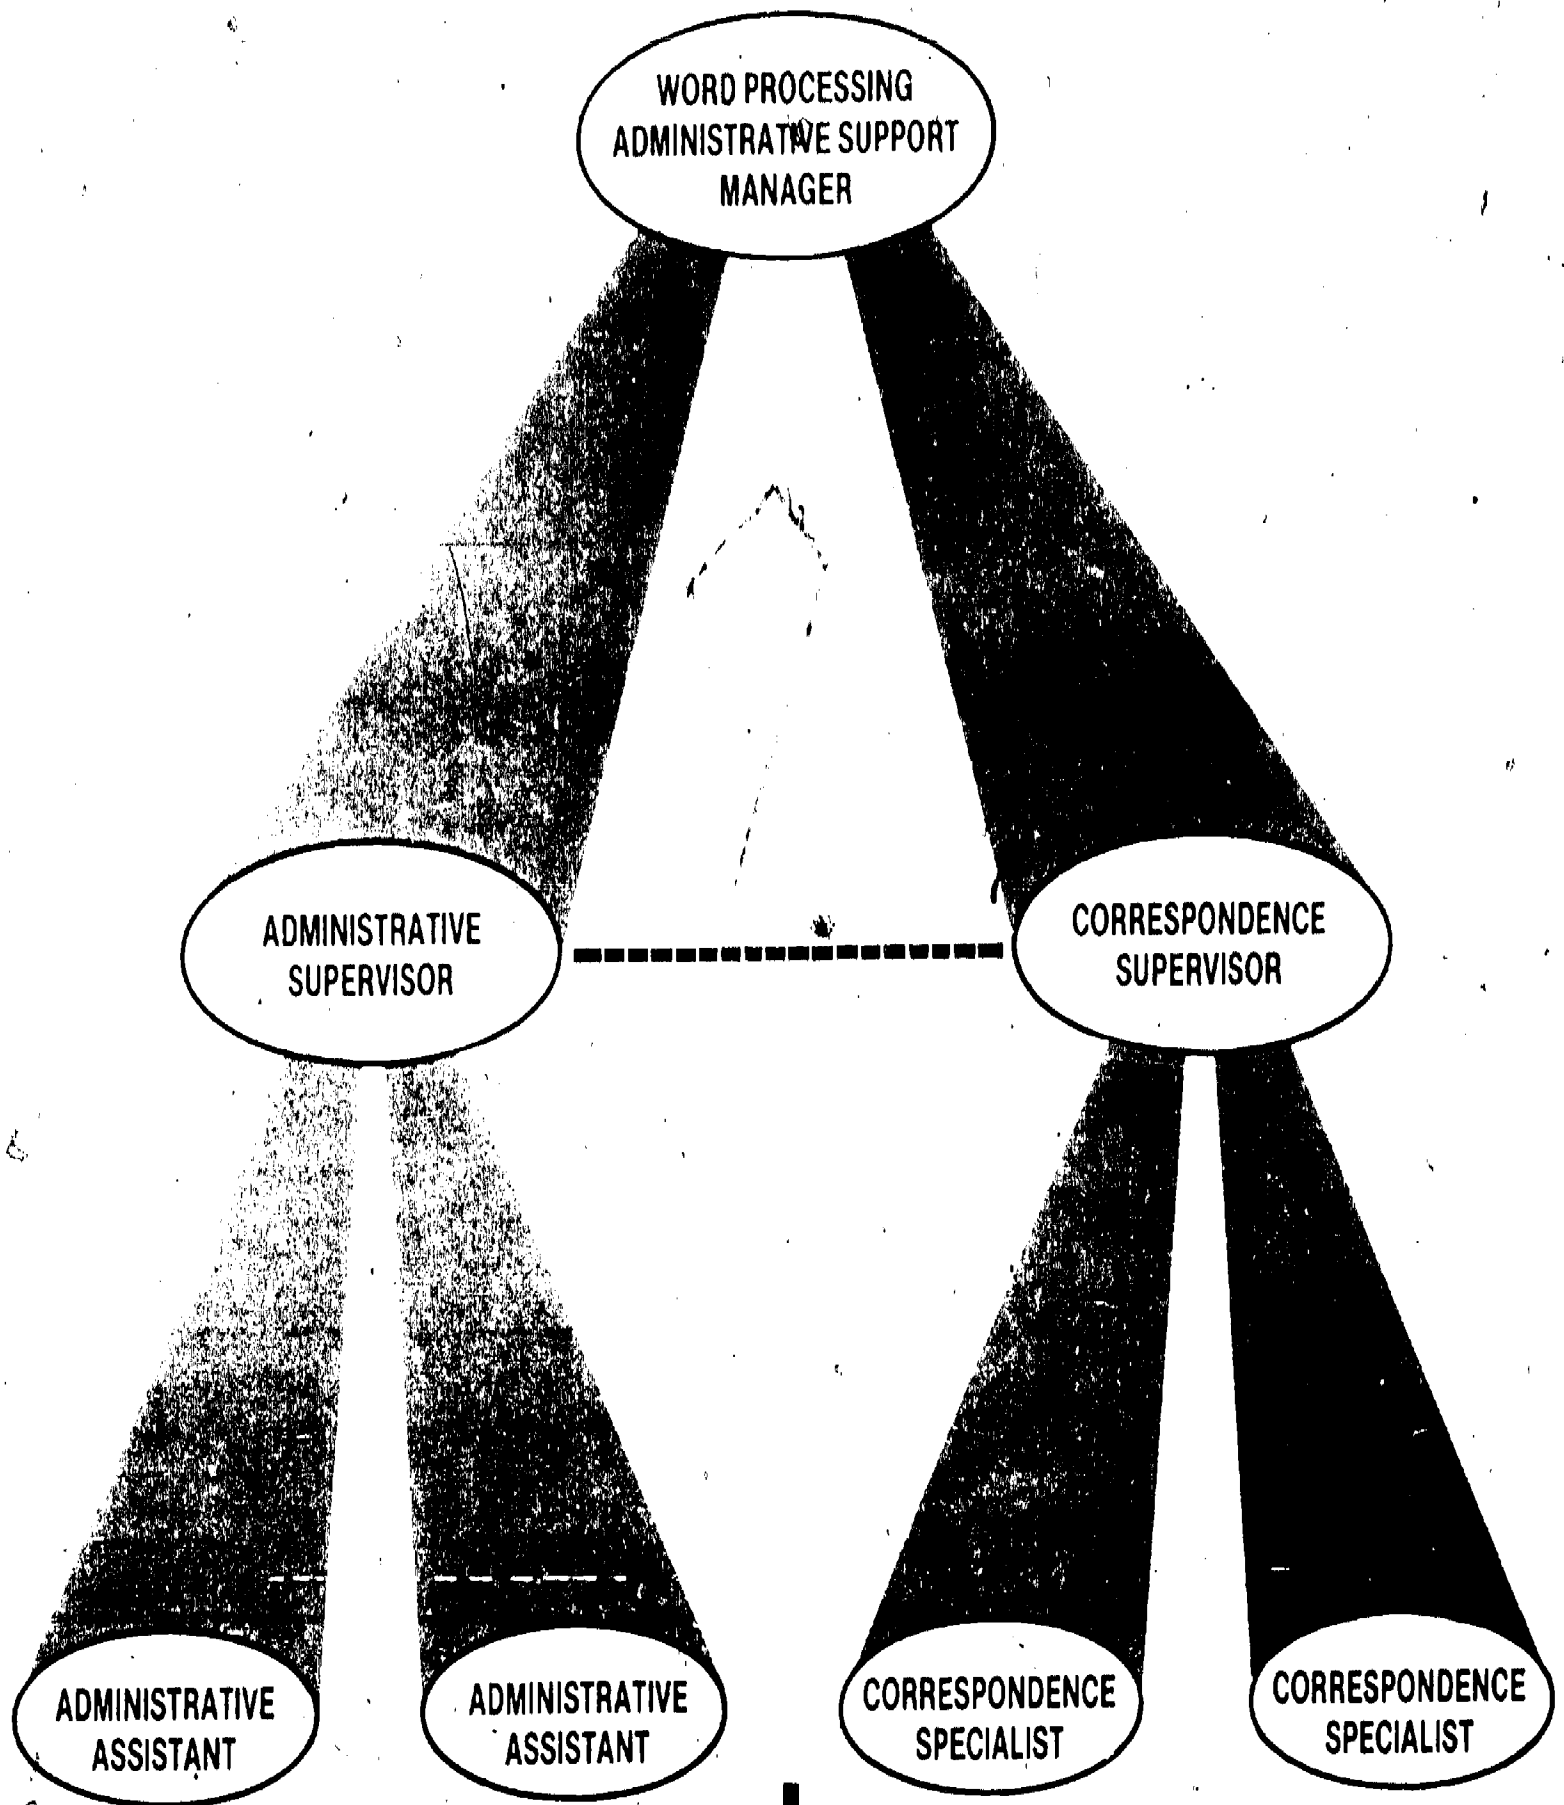 WORD PROCESSING
ADMINISTRATIVE SUPPORT
MANAGER
ADMINISTRATIVE
SUPERVISOR
CORRESPONDENCE
SUPERVISOR
ADMINISTRATIVE
ASSISTANT
ADMINISTRATIVE
ASSISTANT
CORRESPONDENCE
SPECIALIST
CORRESPONDENCE
SPECIALIST